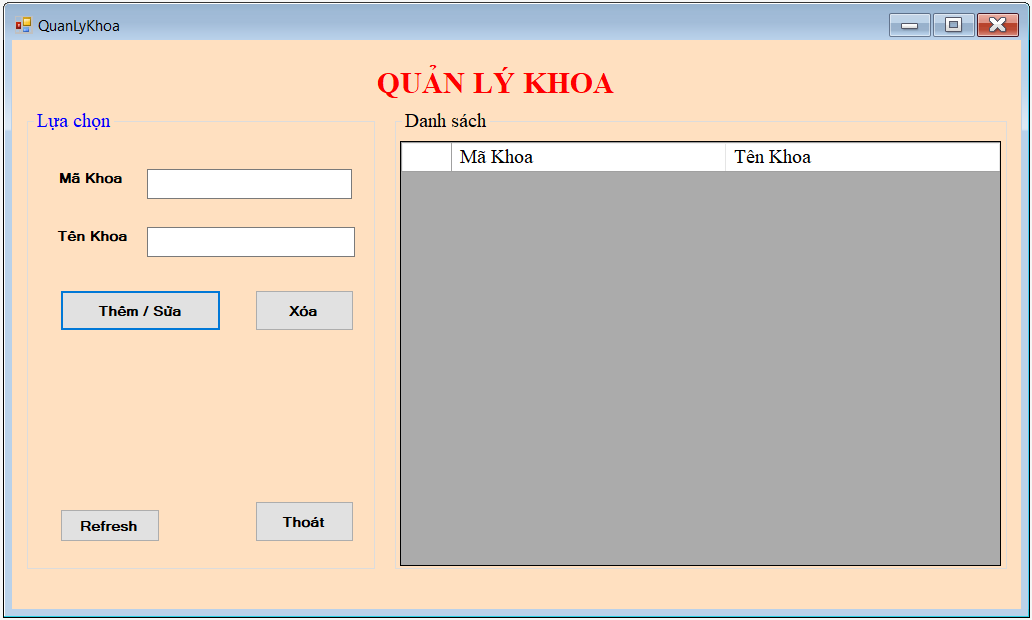 QuanLyKhoa
QUẢN LÝ KHOA
Lựa chọn
Mã Khoa
Tên Khoa
Thêm / Sửa
Xóa
Refresh
Thoát
Danh sách
Mã Khoa Tên Khoa